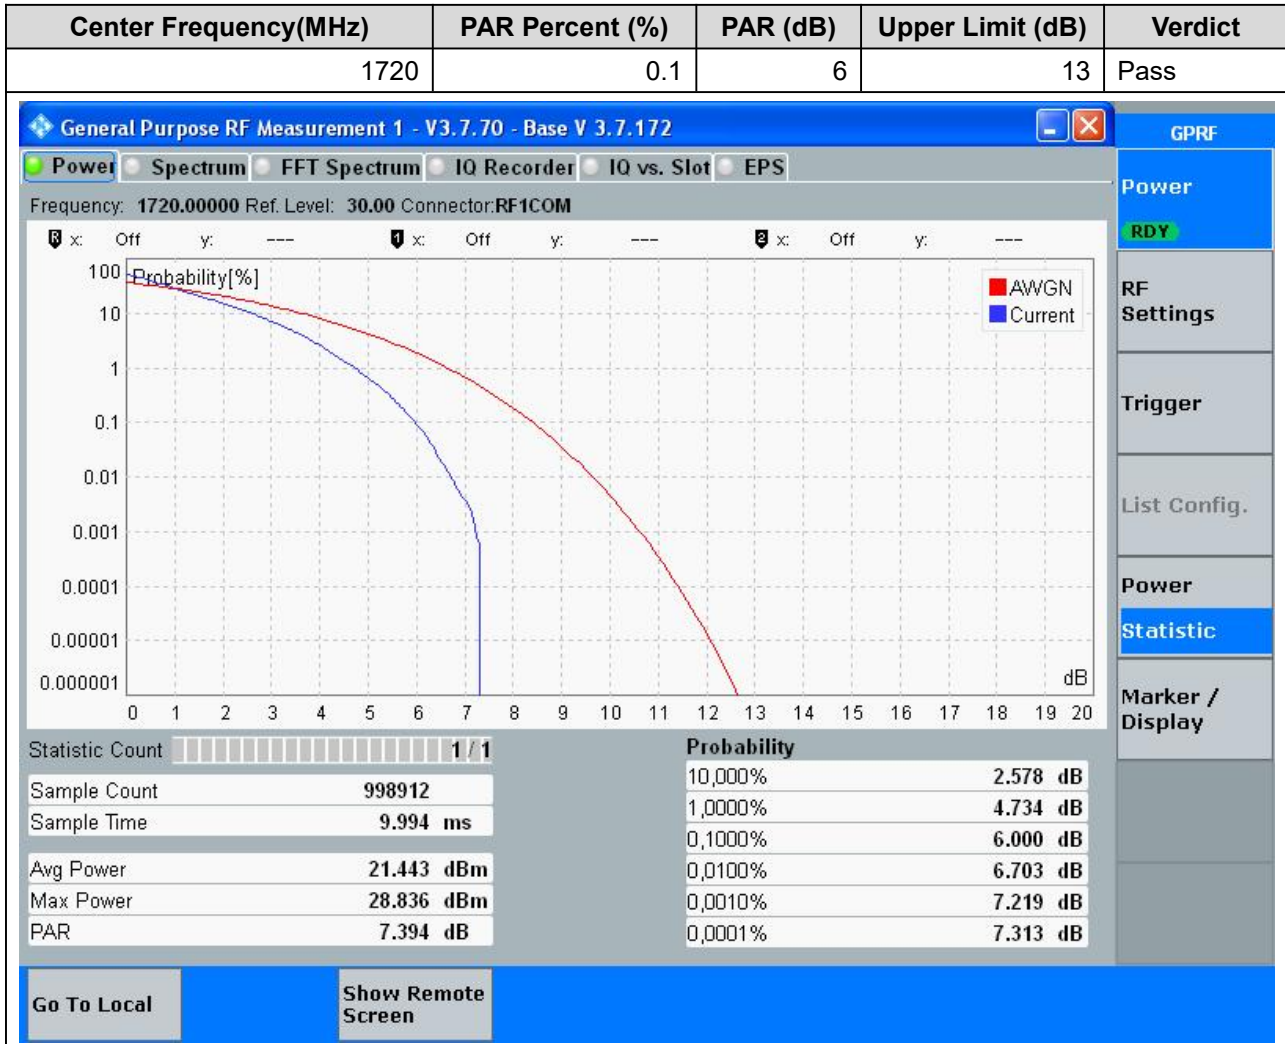 Center Frequency(MHz) PAR Percent (%) PAR (dB) Upper Limit (dB) Verdict
1720 0.1 6 13 Pass
General Purpose RF Measurement 1 - V3.7.70 - Base V 3.7.172
GPRF
Power Spectrum FFT Spectrum IQ Recorder IQ vs. Slot EPS
Power
RDY
Frequency: 1720.00000 Ref. Level: 30.00 Connector:RF1COM
R x: Off y: --- 1 x: Off y: --- 2 x: Off y: ---
Probability[%]
AWGN
Current
100
10
1
0.1
0.01
0.001
0.0001
0.00001
0.000001
dB
0 1 2 3 4 5 6 7 8 9 10 11 12 13 14 15 16 17 18 19 20
RF
Settings
Trigger
List Config.
Power
Statistic
Marker /
Display
Statistic Count 1 / 1
Sample Count 998912
Sample Time 9.994 ms
Avg Power 21.443 dBm
Max Power 28.836 dBm
PAR 7.394 dB
Probability
10,000% 2.578 dB
1,0000% 4.734 dB
0,1000% 6.000 dB
0,0100% 6.703 dB
0,0010% 7.219 dB
0,0001% 7.313 dB
Go To Local
Show Remote
Screen